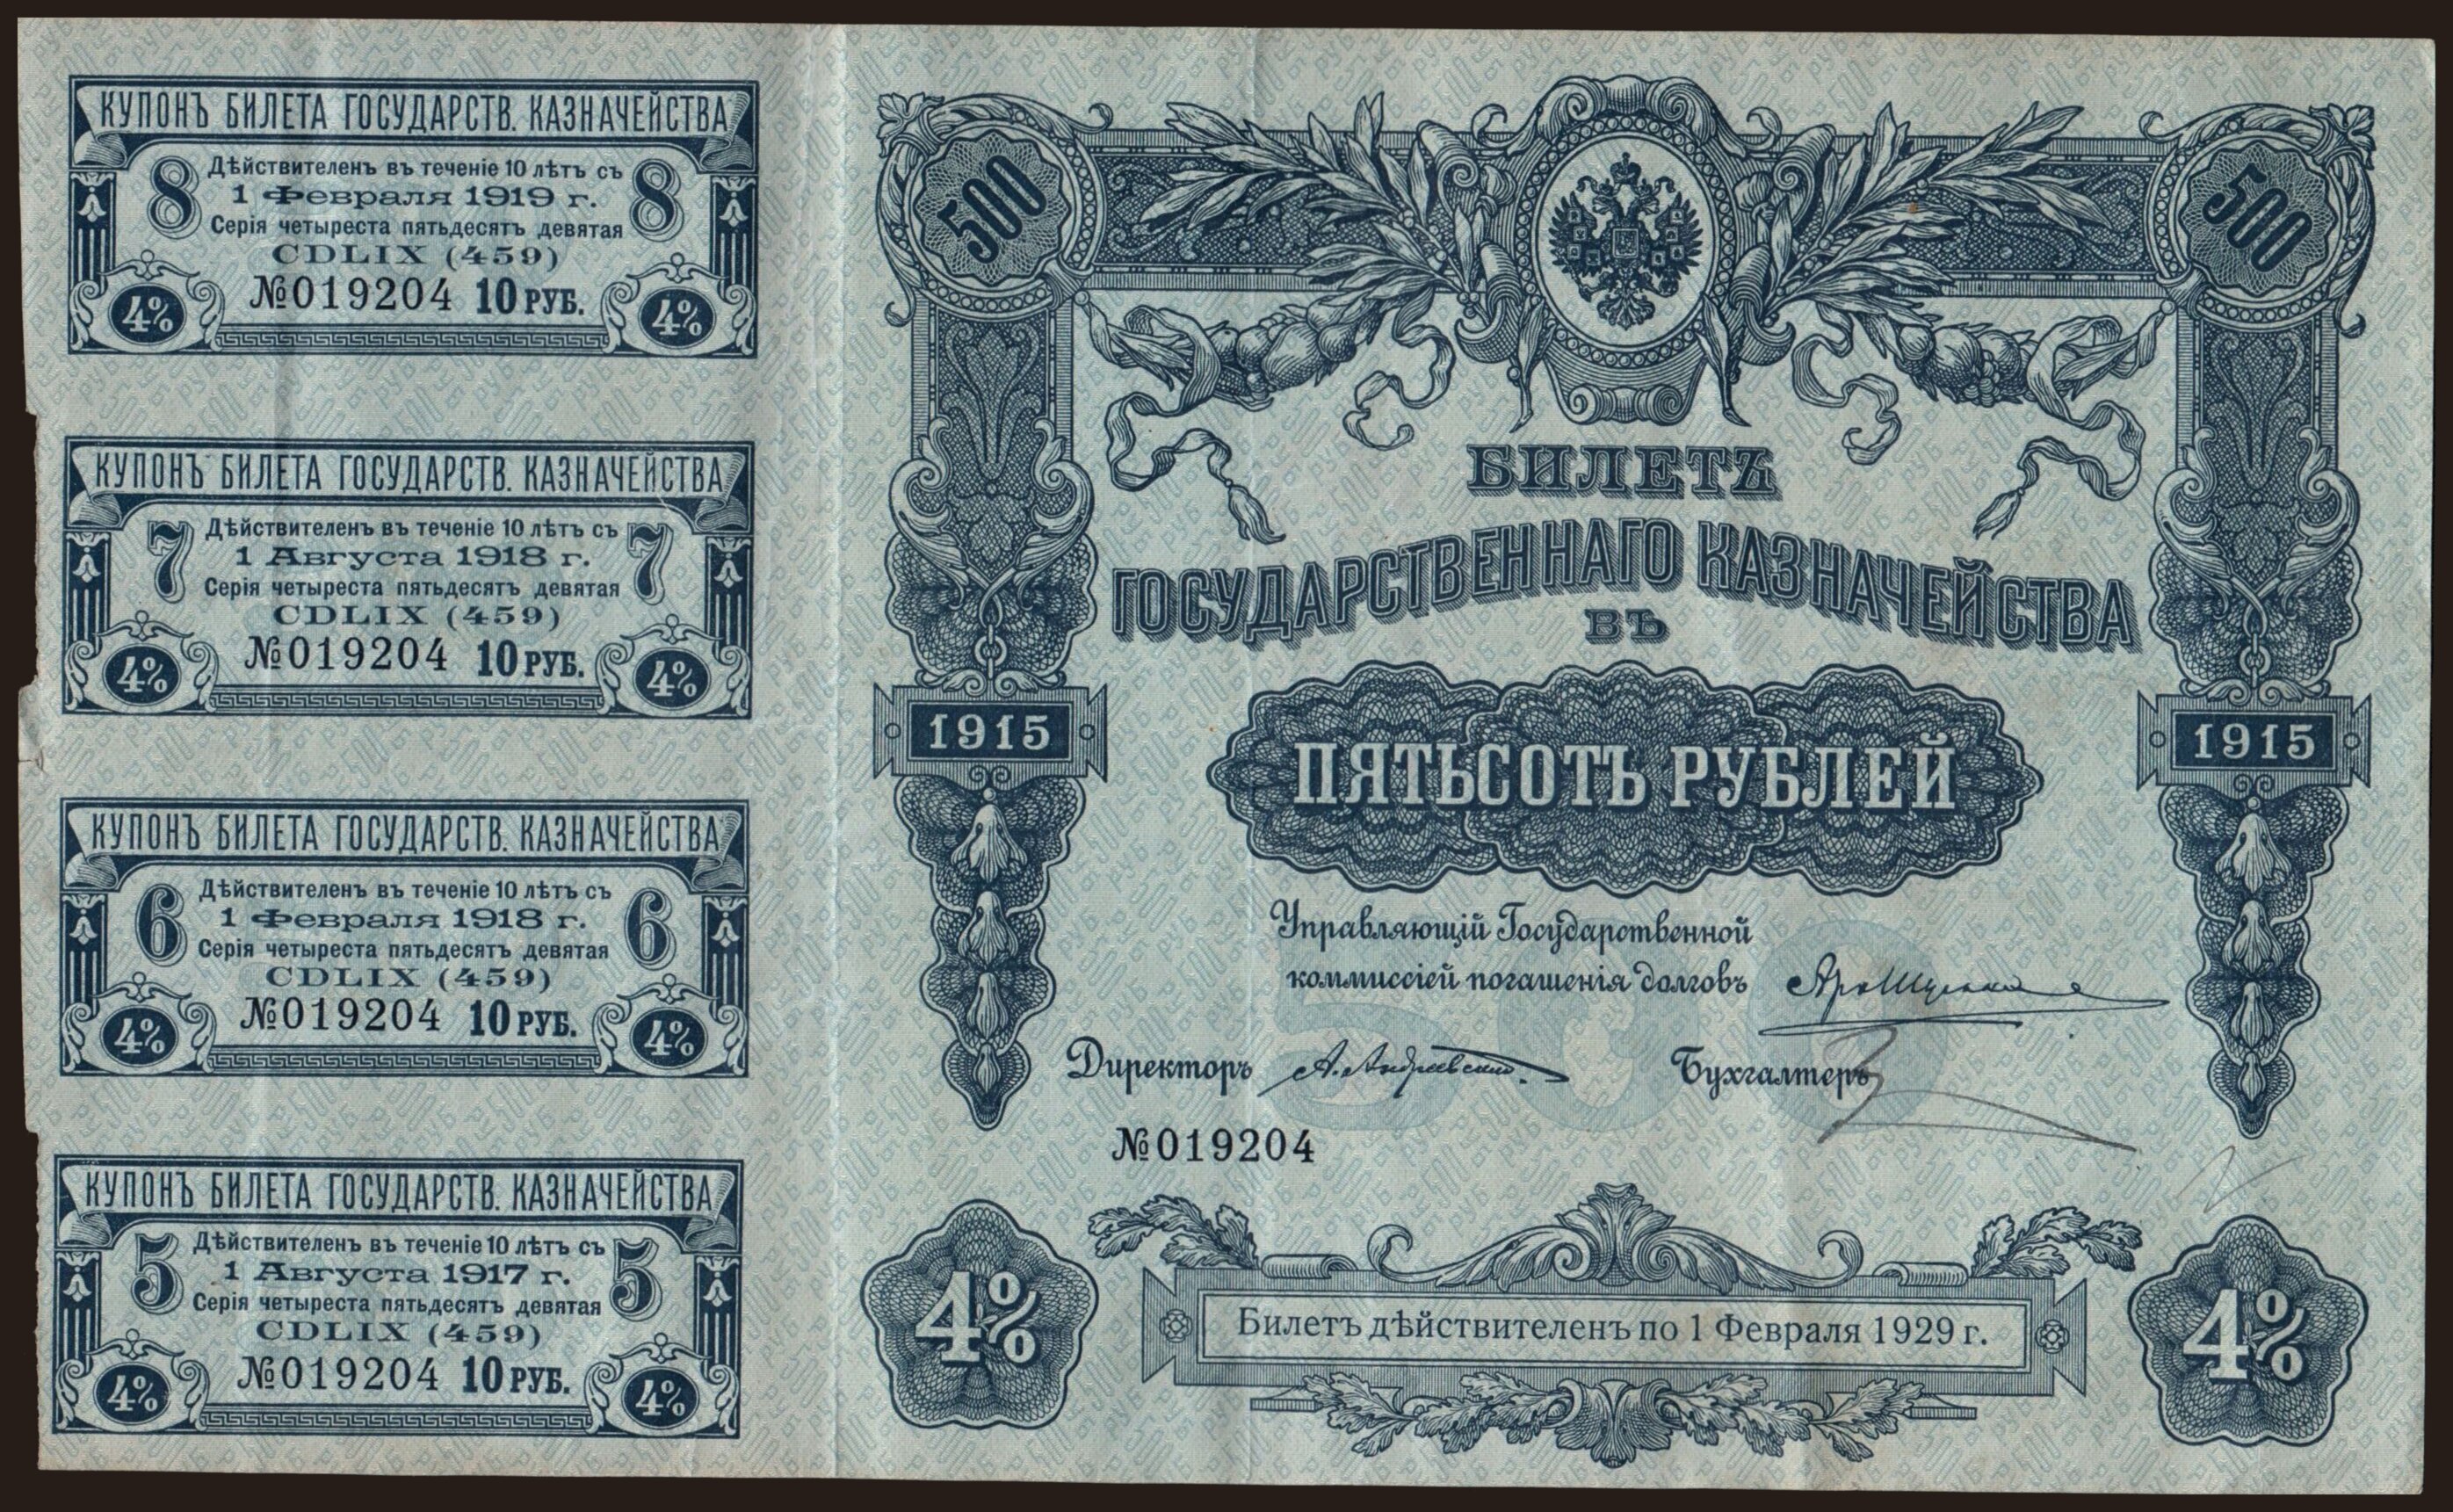 КУПОНЪ БИЛЕТА ГОСУДАРСТВ. КАЗНАЧЕЙСТВА
8 Дѣйствителенъ въ теченіе 10 лѣтъ съ 8
1 Февраля 1919 г.
Серія четыреста пятьдесятъ девятая
CDLIX (459)
№019204 10 РУБ.
4% 4%
КУПОНЪ БИЛЕТА ГОСУДАРСТВ. КАЗНАЧЕЙСТВА
7 Дѣйствителенъ въ теченіе 10 лѣтъ съ 7
1 Августа 1918 г.
Серія четыреста пятьдесятъ девятая
CDLIX (459)
№019204 10 РУБ.
4% 4%
КУПОНЪ БИЛЕТА ГОСУДАРСТВ. КАЗНАЧЕЙСТВА
6 Дѣйствителенъ въ теченіе 10 лѣтъ съ 6
1 Февраля 1918 г.
Серія четыреста пятьдесятъ девятая
CDLIX (459)
№019204 10 РУБ.
4% 4%
КУПОНЪ БИЛЕТА ГОСУДАРСТВ. КАЗНАЧЕЙСТВА
5 Дѣйствителенъ въ теченіе 10 лѣтъ съ 5
1 Августа 1917 г.
Серія четыреста пятьдесятъ девятая
CDLIX (459)
№019204 10 РУБ.
4% 4%
500 500
БИЛЕТЪ
ГОСУДАРСТВЕННАГО КАЗНАЧЕЙСТВА
ВЪ
1915 ПЯТЬСОТЪ РУБЛЕЙ 1915
Управляющій Государственной
коммиссіей погашенія долговъ
500
Директоръ Бухгалтеръ
№019204
4% Билетъ дѣйствителенъ по 1 Февраля 1929 г. 4%